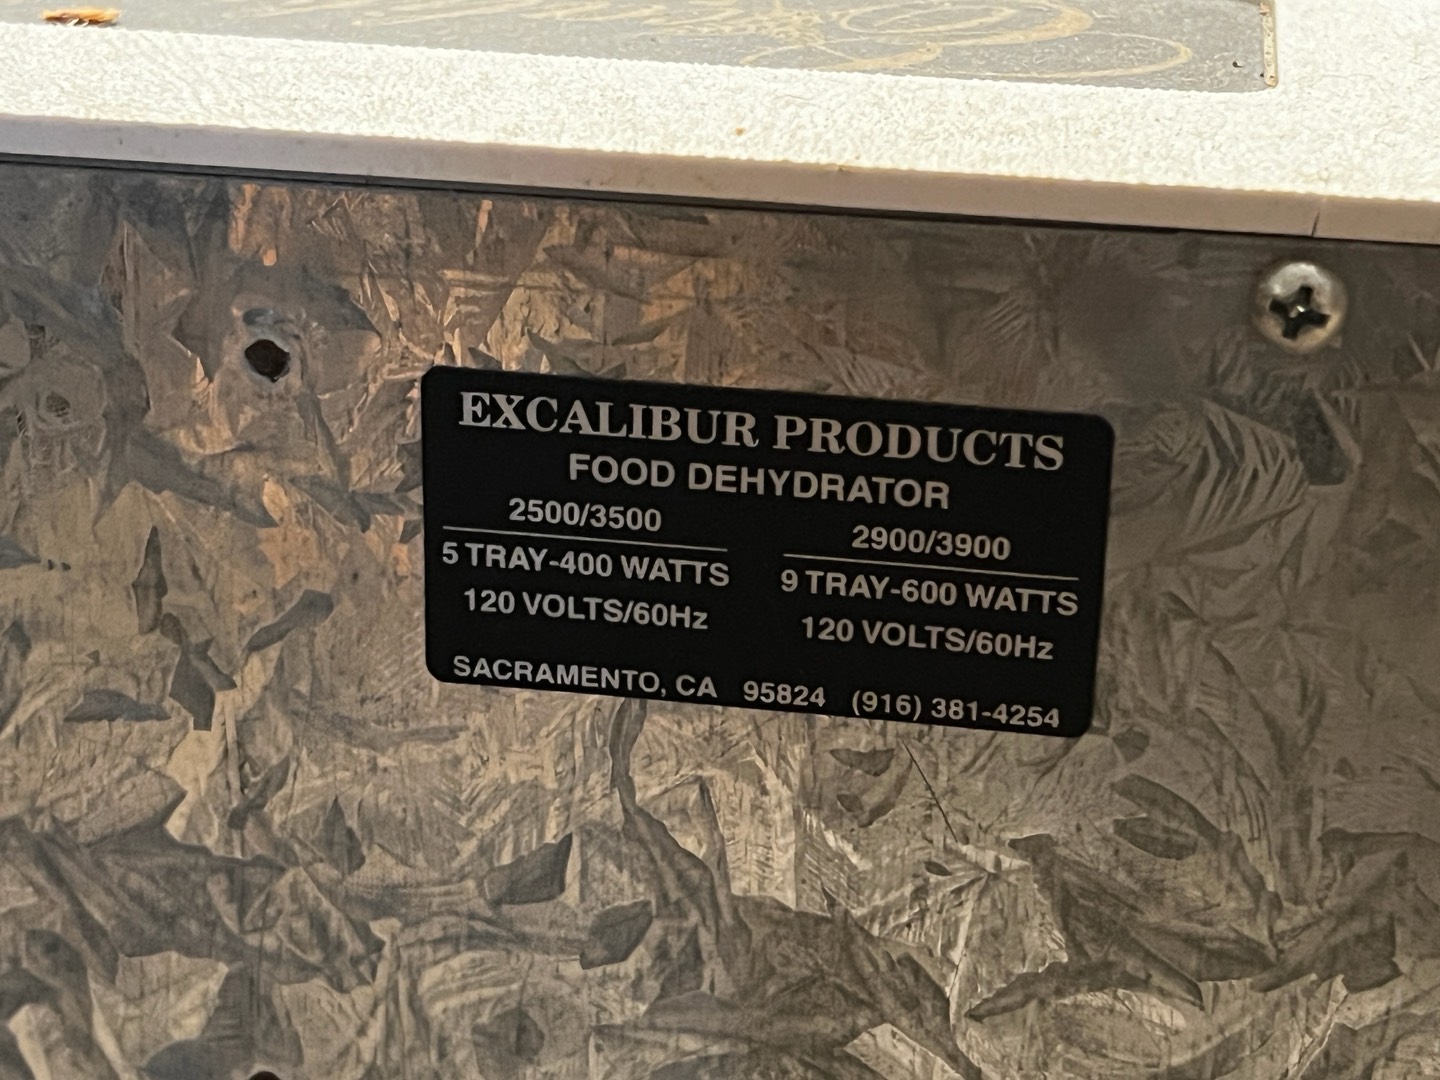 EXCALIBUR PRODUCTS
FOOD DEHYDRATOR
2500/3500
5 TRAY-400 WATTS
120 VOLTS/60Hz
2900/3900
9 TRAY-600 WATTS
120 VOLTS/60Hz
SACRAMENTO, CA 95824 (916) 381-4254